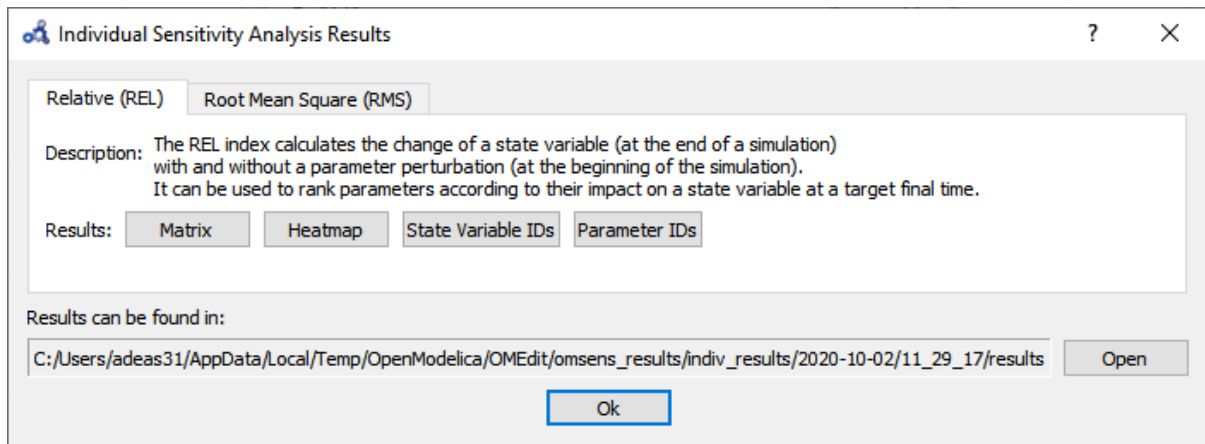 Individual Sensitivity Analysis Results ?
Relative (REL) Root Mean Square (RMS)
Description: The REL index calculates the change of a state variable (at the end of a simulation)
with and without a parameter perturbation (at the beginning of the simulation).
It can be used to rank parameters according to their impact on a state variable at a target final time.
Results: Matrix Heatmap State Variable IDs Parameter IDs
Results can be found in:
C:/Users/adeas31/AppData/Local/Temp/OpenModelica/OMEdit/omsens_results/indiv_results/2020-10-02/11_29_17/results Open
Ok